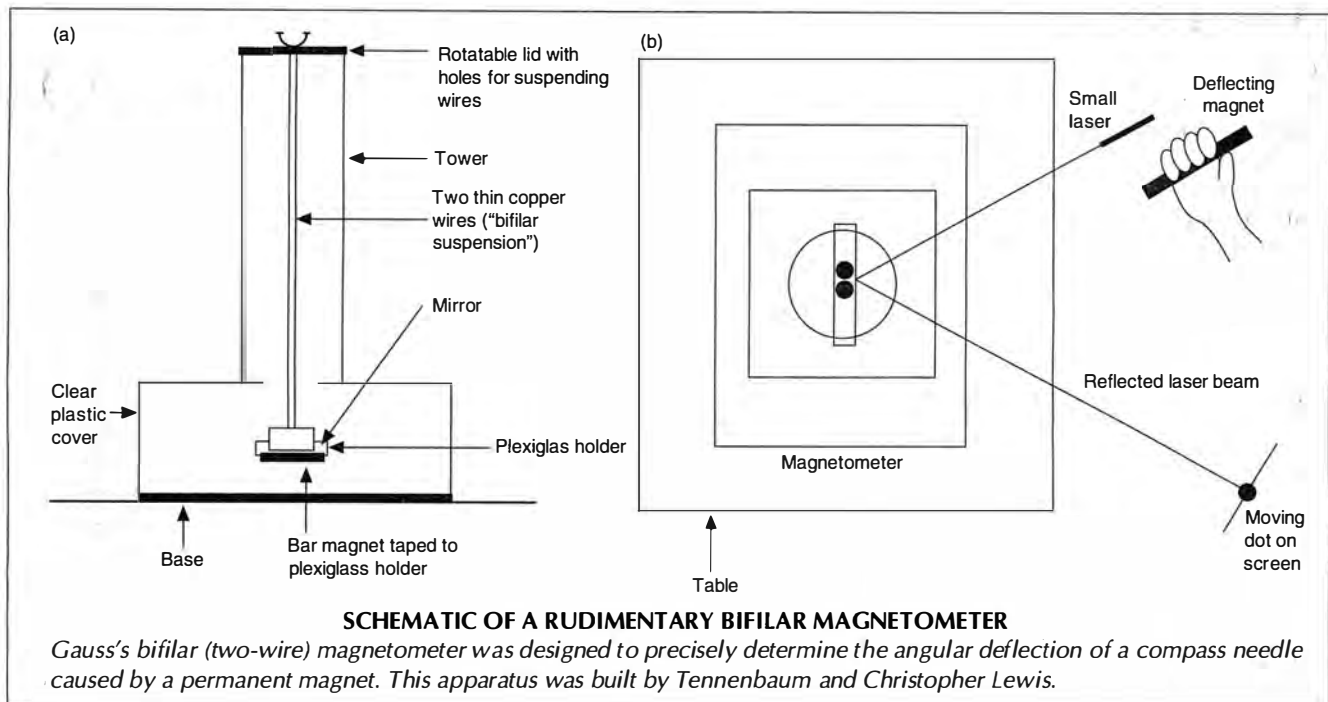 (a)
Rotatable lid with
holes for suspending
wires
Tower
Two thin copper
wires (“bifilar
suspension”)
Mirror
Clear
plastic
cover
Plexiglas holder
Base
Bar magnet taped to
plexiglass holder
(b)
Small
laser
Deflecting
magnet
Reflected laser beam
Magnetometer
Moving
dot on
screen
Table
SCHEMATIC OF A RUDIMENTARY BIFILAR MAGNETOMETER
Gauss’s bifilar (two-wire) magnetometer was designed to precisely determine the angular deflection of a compass needle
caused by a permanent magnet. This apparatus was built by Tennenbaum and Christopher Lewis.